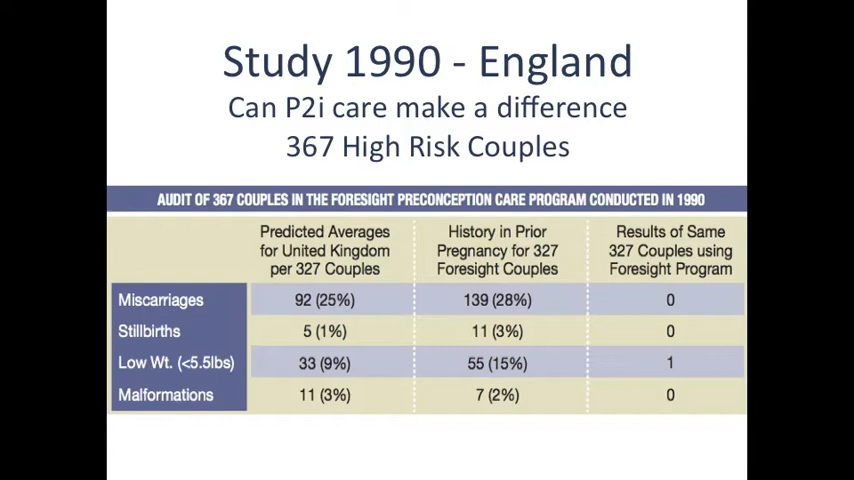 Study 1990 - England
Can P2i care make a difference
367 High Risk Couples
AUDIT OF 367 COUPLES IN THE FORESIGHT PRECONCEPTION CARE PROGRAM CONDUCTED IN 1990
Predicted Averages for United Kingdom per 327 Couples
History in Prior Pregnancy for 327 Foresight Couples
Results of Same 327 Couples using Foresight Program
Miscarriages 92 (25%) 139 (28%) 0
Stillbirths 5 (1%) 11 (3%) 0
Low Wt. (<5.5lbs) 33 (9%) 55 (15%) 1
Malformations 11 (3%) 7 (2%) 0